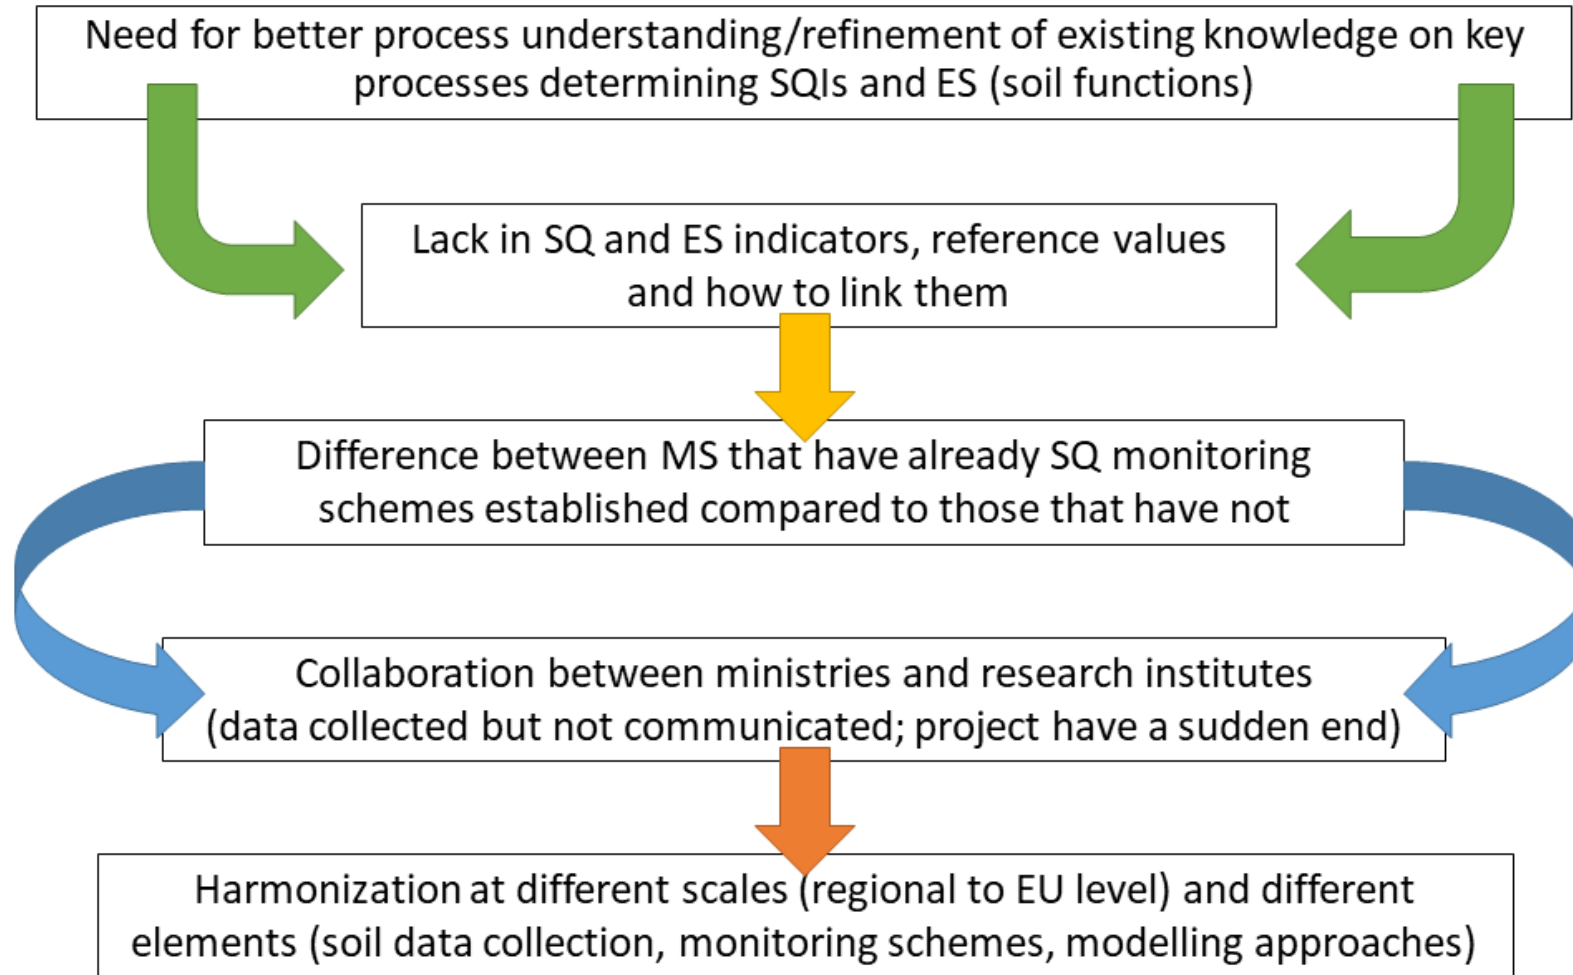 Need for better process understanding/refinement of existing knowledge on key
processes determining SQIs and ES (soil functions)
Lack in SQ and ES indicators, reference values
and how to link them
Difference between MS that have already SQ monitoring
schemes established compared to those that have not
Collaboration between ministries and research institutes
(data collected but not communicated; project have a sudden end)
Harmonization at different scales (regional to EU level) and different
elements (soil data collection, monitoring schemes, modelling approaches)